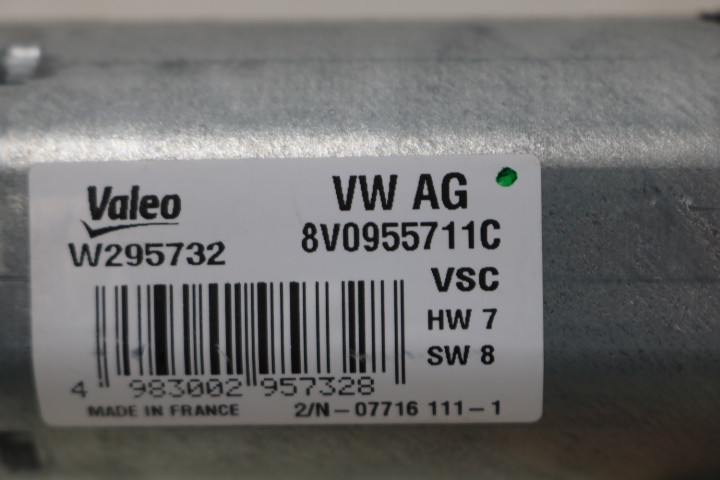 Valeo
VW AG
W295732
8V0955711C
VSC
HW 7
SW 8
4 983002 957328
MADE IN FRANCE
2/N-07716 111-1